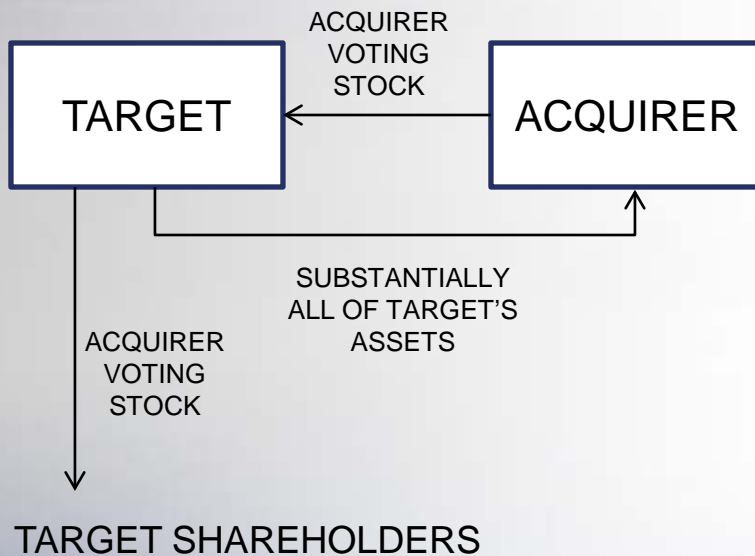 ACQUIRER
VOTING
STOCK
TARGET
ACQUIRER
SUBSTANTIALLY
ALL OF TARGET'S
ASSETS
ACQUIRER
VOTING
STOCK
TARGET SHAREHOLDERS